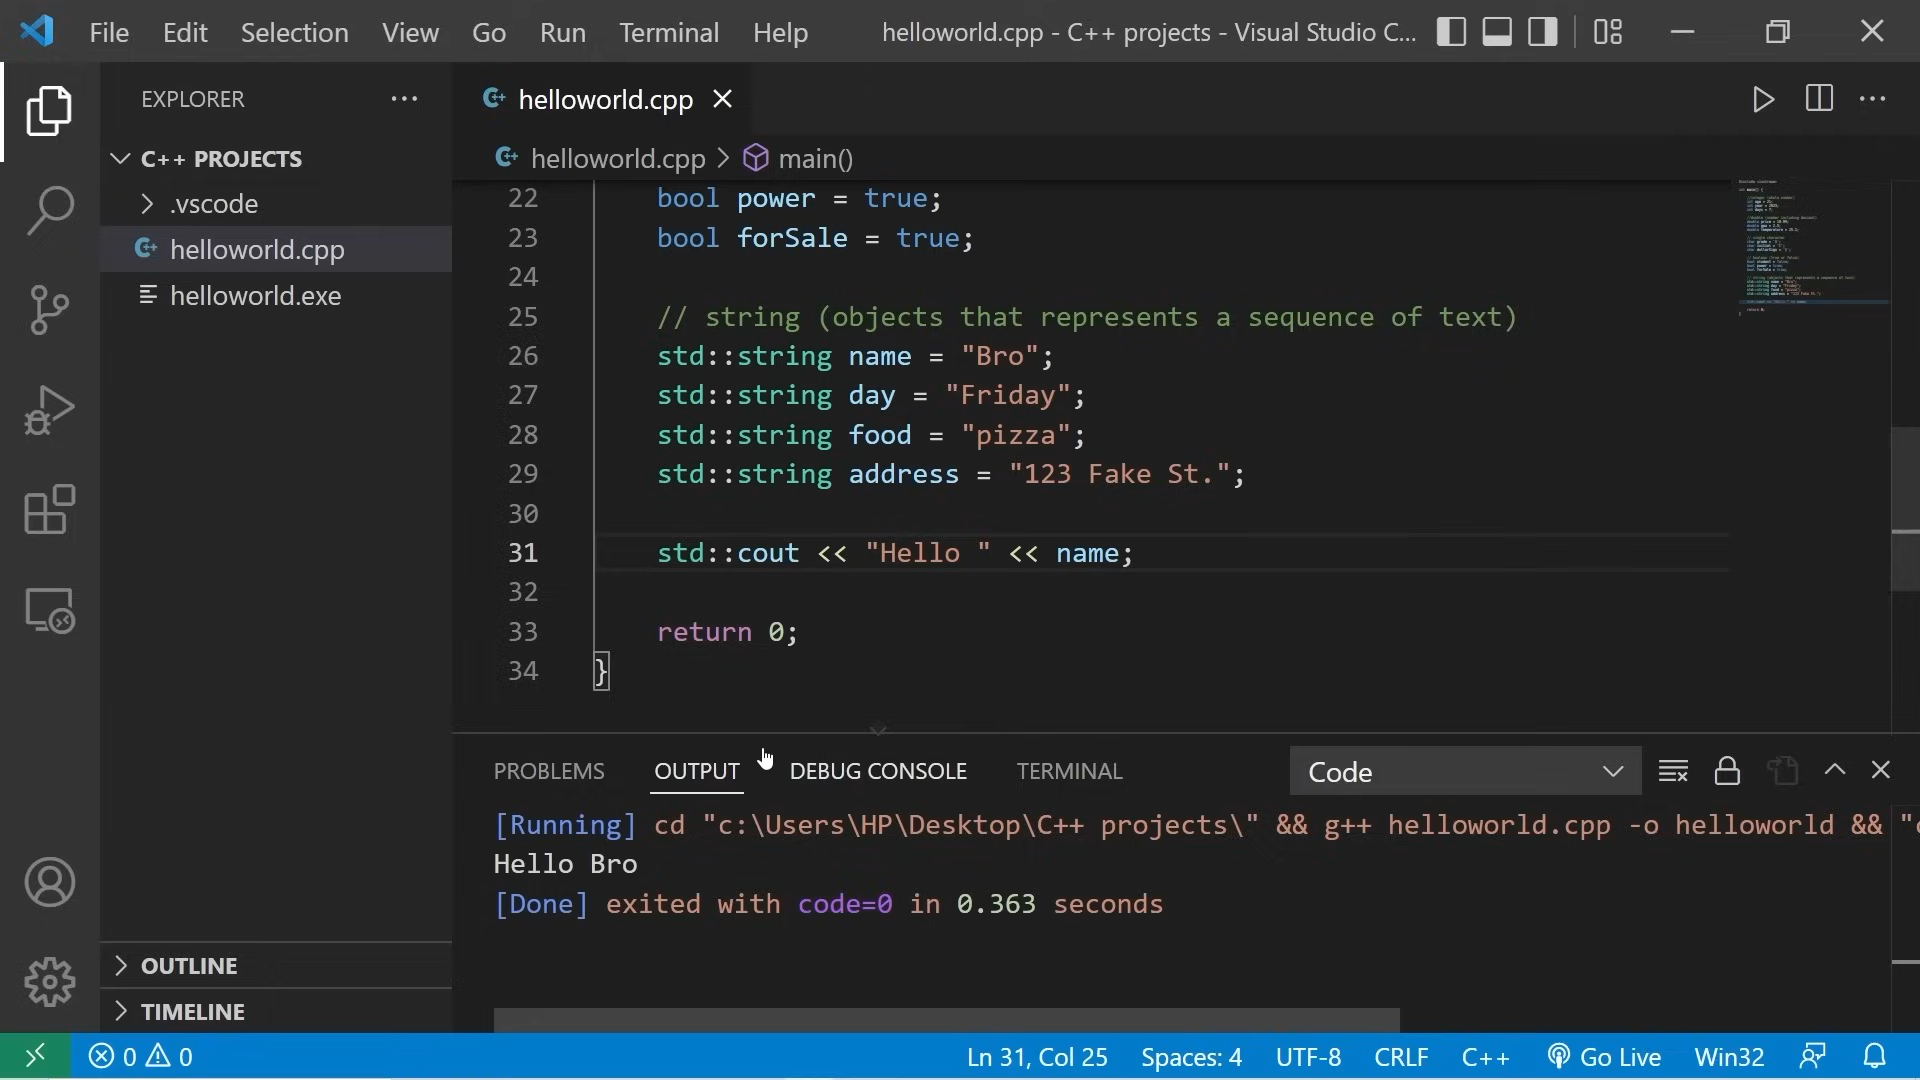 File Edit Selection View Go Run Terminal Help helloworld.cpp - C++ projects - Visual Studio C...
EXPLORER
C++ PROJECTS
.vscode
helloworld.cpp
helloworld.exe
OUTLINE
TIMELINE
helloworld.cpp
helloworld.cpp > main()
22 bool power = true;
23 bool forSale = true;
24
25 // string (objects that represents a sequence of text)
26 std::string name = "Bro";
27 std::string day = "Friday";
28 std::string food = "pizza";
29 std::string address = "123 Fake St.";
30
31 std::cout << "Hello " << name;
32
33 return 0;
34 }
PROBLEMS OUTPUT DEBUG CONSOLE TERMINAL Code
[Running] cd "c:\Users\HP\Desktop\C++ projects\" && g++ helloworld.cpp -o helloworld && "c
Hello Bro
[Done] exited with code=0 in 0.363 seconds
0 0 Ln 31, Col 25 Spaces: 4 UTF-8 CRLF C++ Go Live Win32